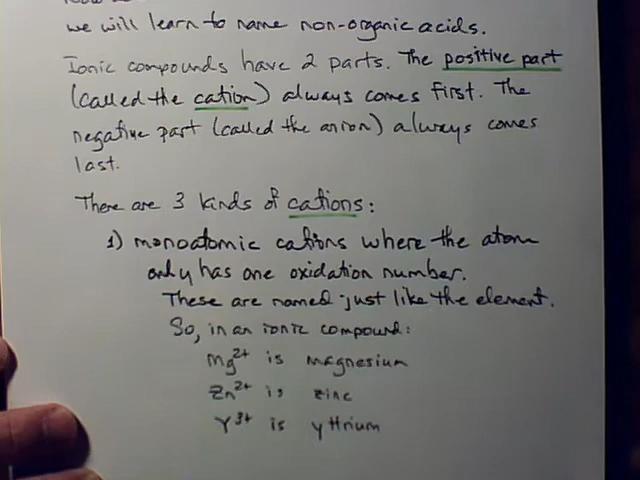 we will learn to name non-organic acids.
Ionic compounds have 2 parts. The positive part
(called the cation) always comes first. The
negative part (called the anion) always comes
last.
There are 3 kinds of cations:
1) monoatomic cations where the atom
only has one oxidation number.
These are named just like the element.
So, in an ionic compound:
Mg²⁺ is magnesium
Zn²⁺ is zinc
Y³⁺ is yttrium